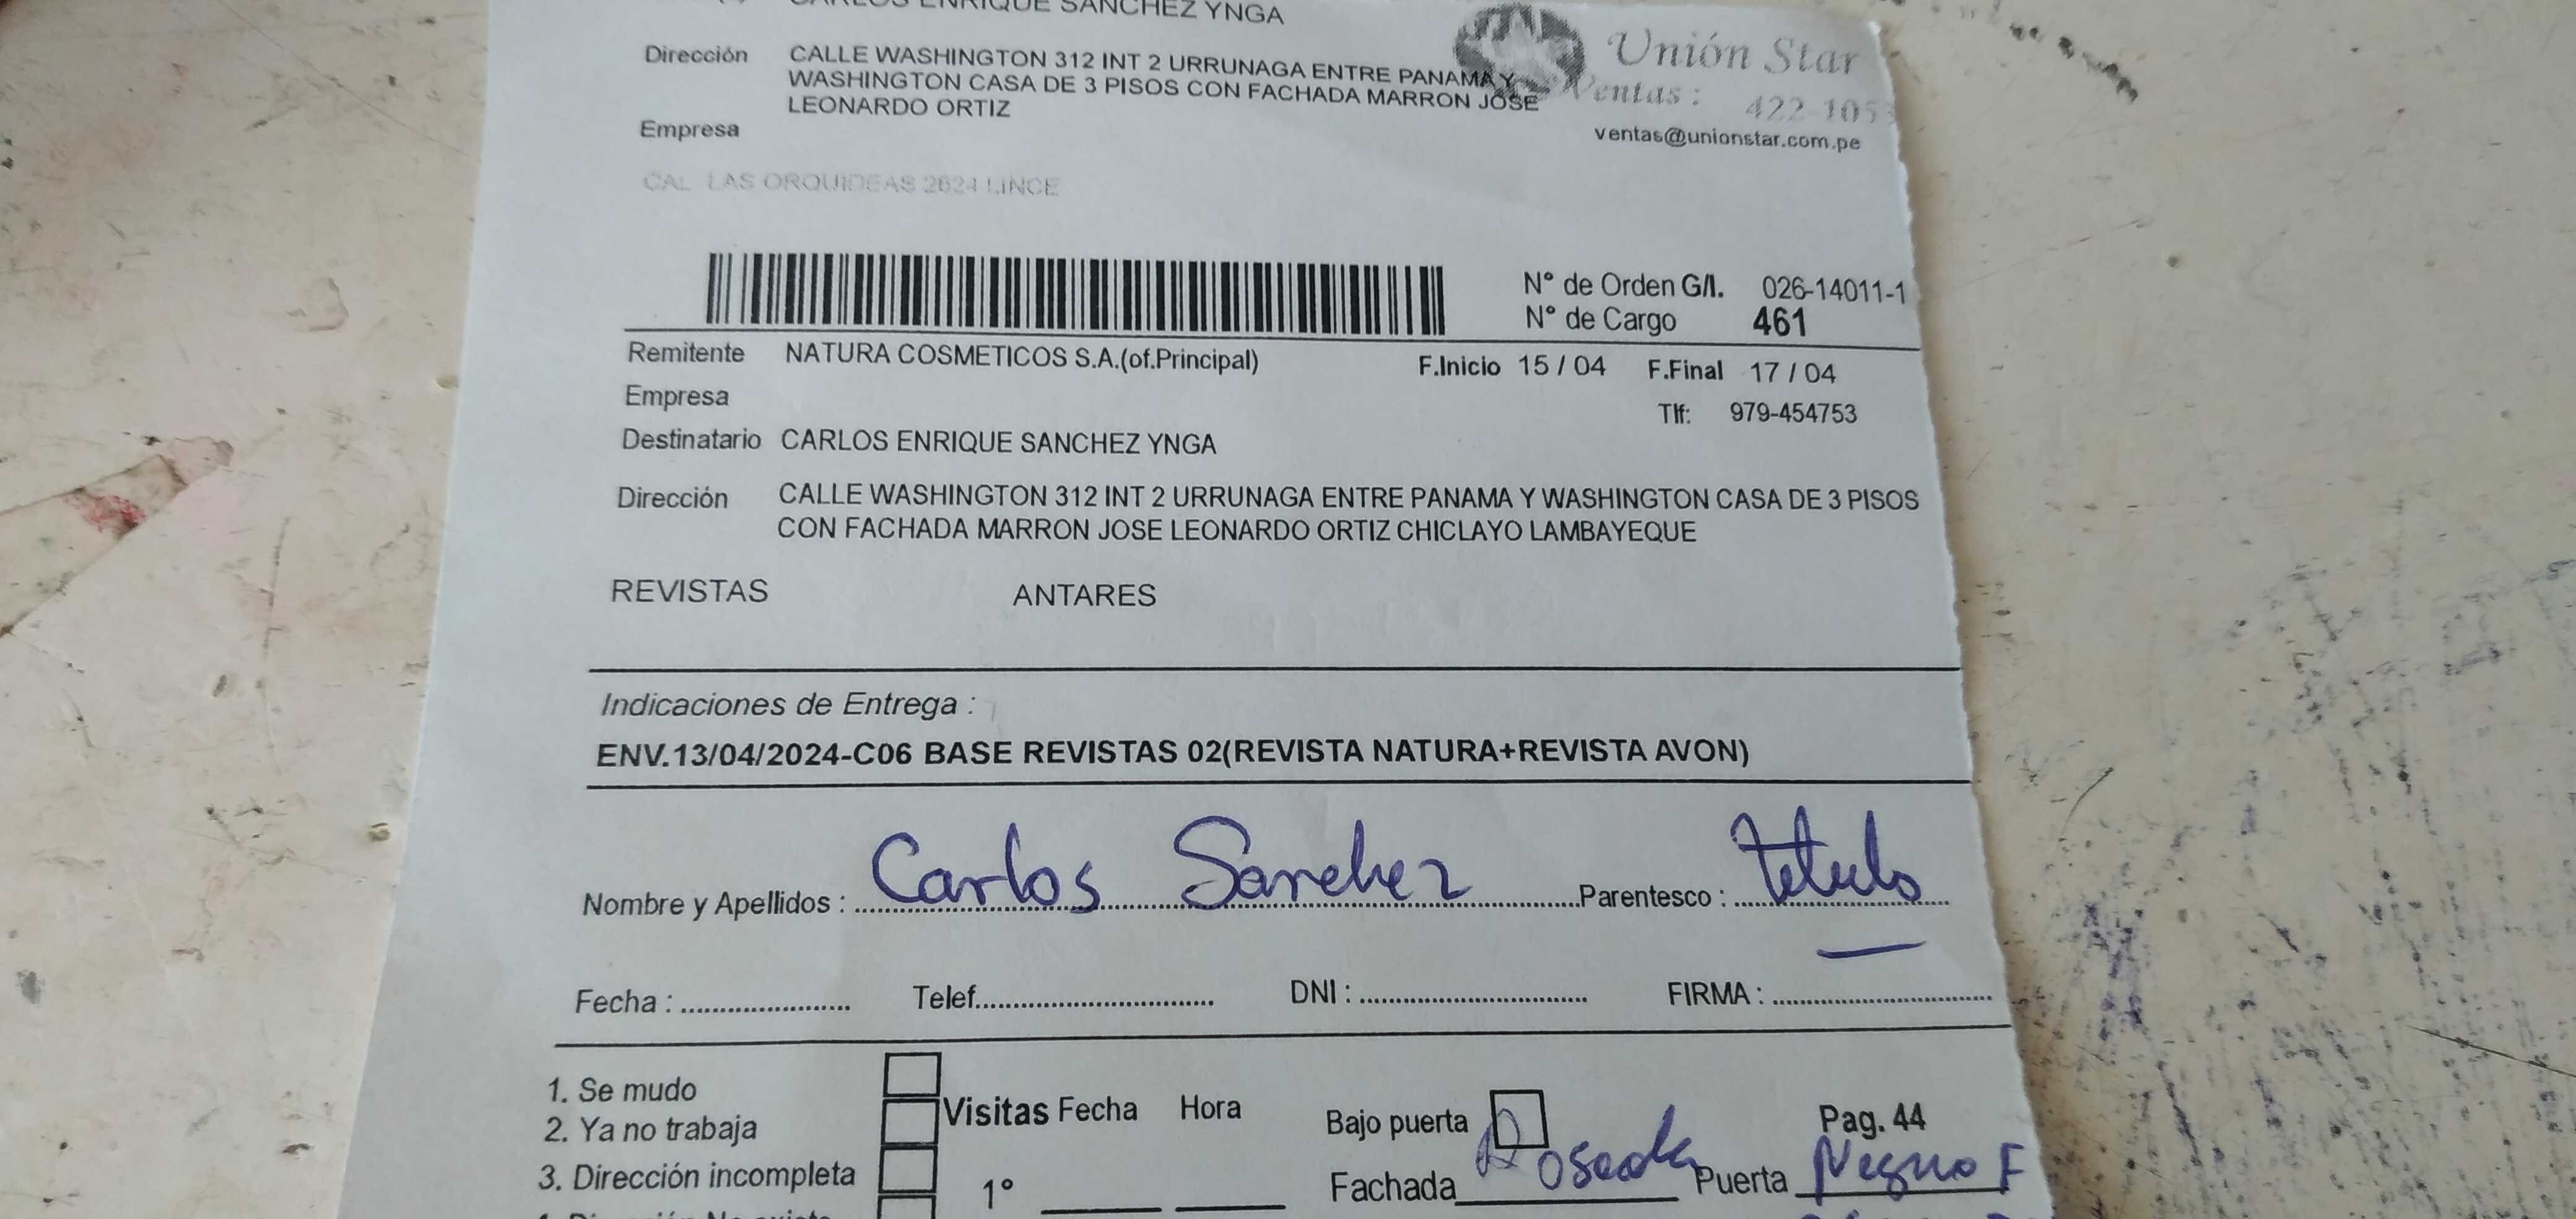 CARLOS ENRIQUE SANCHEZ YNGA
Dirección CALLE WASHINGTON 312 INT 2 URRUNAGA ENTRE PANAMA Y
WASHINGTON CASA DE 3 PISOS CON FACHADA MARRON JOSE
LEONARDO ORTIZ
Empresa
Unión Star
Ventas : 422-105
ventas@unionstar.com.pe
CAL LAS ORQUIDEAS 2624 LINCE
N° de Orden G/I. 026-14011-1
N° de Cargo 461
Remitente NATURA COSMETICOS S.A.(of.Principal) F.Inicio 15 / 04 F.Final 17 / 04
Empresa Tlf: 979-454753
Destinatario CARLOS ENRIQUE SANCHEZ YNGA
Dirección CALLE WASHINGTON 312 INT 2 URRUNAGA ENTRE PANAMA Y WASHINGTON CASA DE 3 PISOS
CON FACHADA MARRON JOSE LEONARDO ORTIZ CHICLAYO LAMBAYEQUE
REVISTAS ANTARES
Indicaciones de Entrega :
ENV.13/04/2024-C06 BASE REVISTAS 02(REVISTA NATURA+REVISTA AVON)
Nombre y Apellidos : Carlos Sanchez Parentesco :
Fecha : Telef. DNI : FIRMA :
1. Se mudo
2. Ya no trabaja
3. Dirección incompleta
Visitas Fecha Hora
1°
Bajo puerta Pag. 44
Fachada Rosada Puerta Negro F